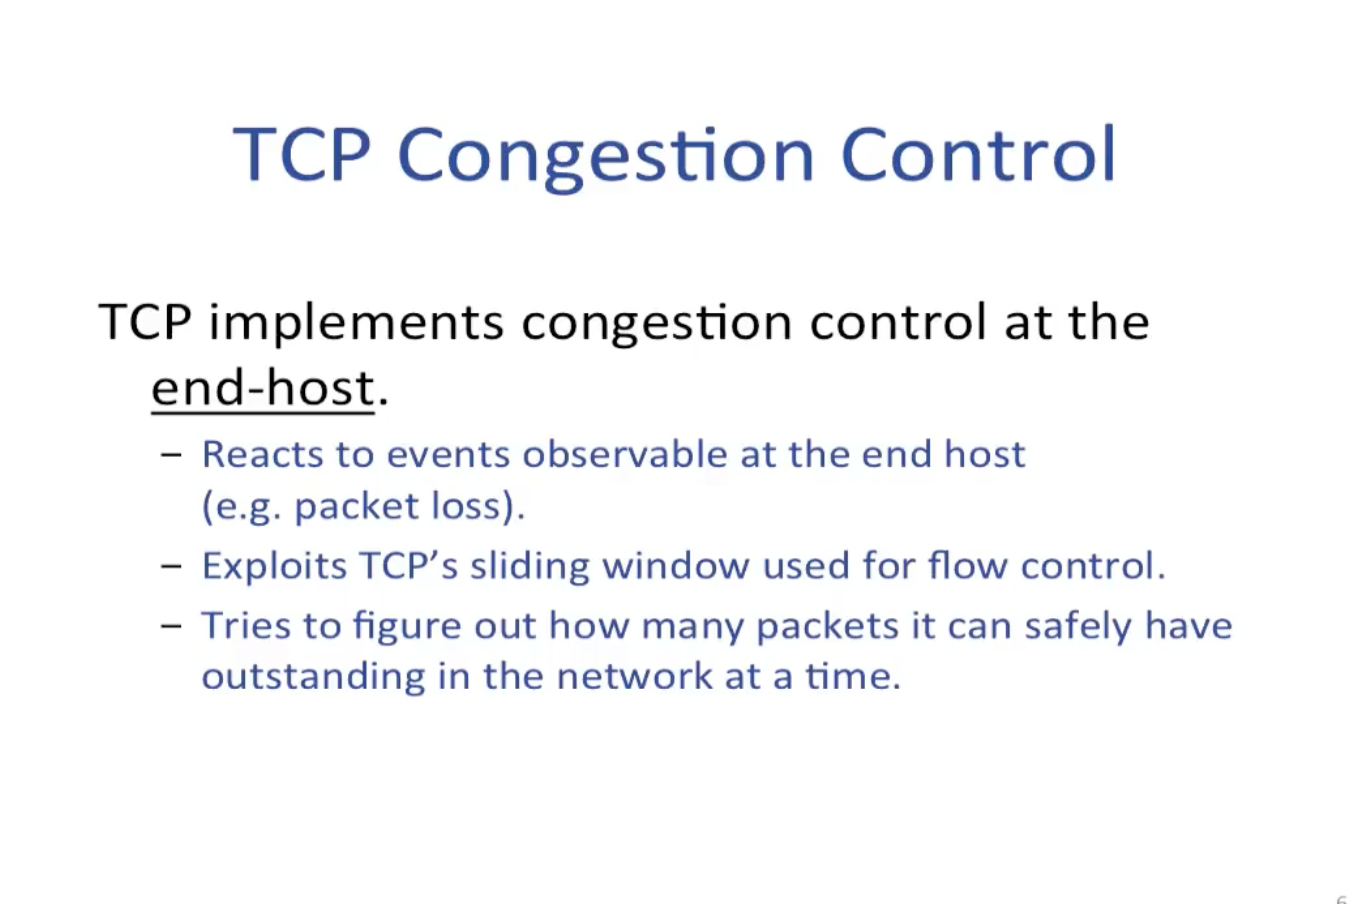 TCP Congestion Control
TCP implements congestion control at the
end-host.
– Reacts to events observable at the end host
(e.g. packet loss).
– Exploits TCP’s sliding window used for flow control.
– Tries to figure out how many packets it can safely have
outstanding in the network at a time.
6